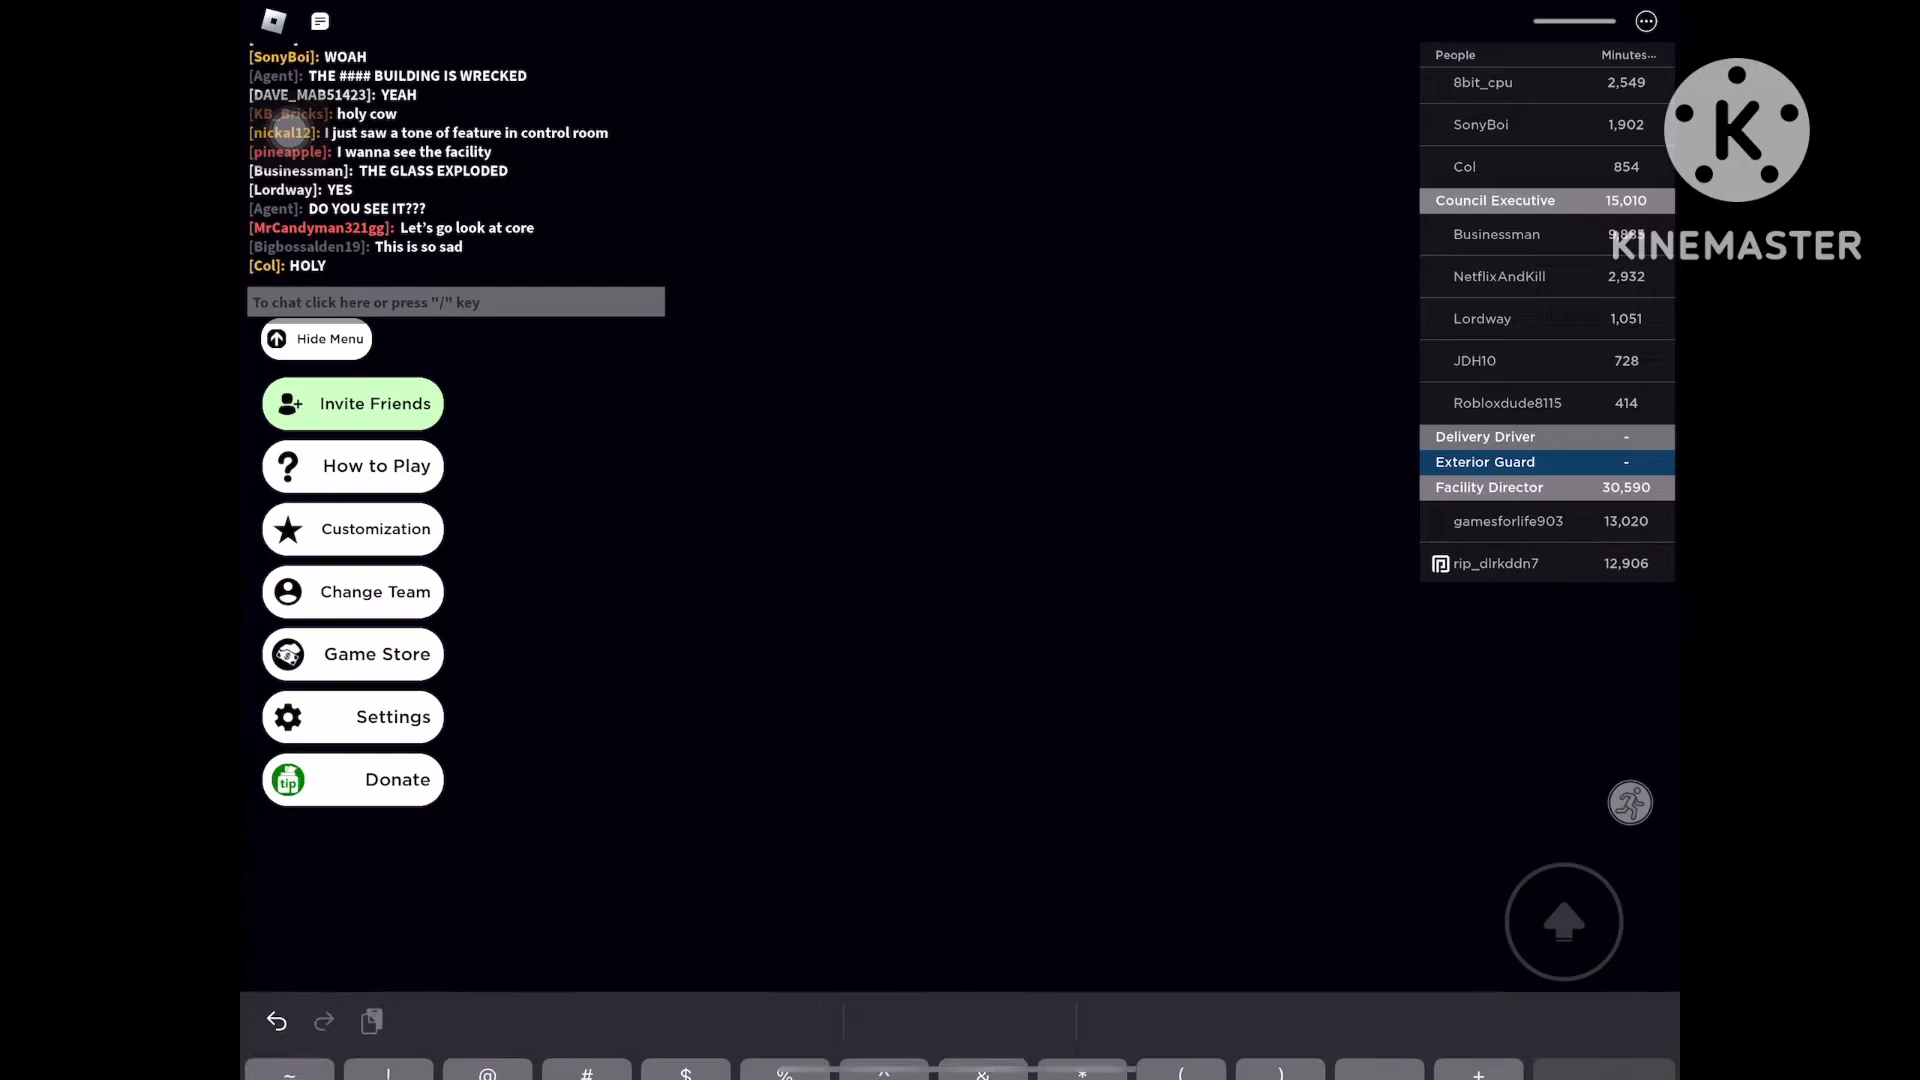 [SonyBoi]: WOAH
[Agent]: THE #### BUILDING IS WRECKED
[DAVE_MAB51423]: YEAH
[KB_Bricks]: holy cow
[nickal12]: I just saw a tone of feature in control room
[pineapple]: I wanna see the facility
[Businessman]: THE GLASS EXPLODED
[Lordway]: YES
[Agent]: DO YOU SEE IT???
[MrCandyman321gg]: Let's go look at core
[Bigbossalden19]: This is so sad
[Col]: HOLY
To chat click here or press "/" key
Hide Menu
Invite Friends
How to Play
Customization
Change Team
Game Store
Settings
tip Donate
People Minutes...
8bit_cpu 2,549
SonyBoi 1,902
Col 854
Council Executive 15,010
Businessman 9,885
NetflixAndKill 2,932
Lordway 1,051
JDH10 728
Robloxdude8115 414
Delivery Driver -
Exterior Guard -
Facility Director 30,590
gamesforlife903 13,020
rip_dlrkddn7 12,906
K
KINEMASTER
~ ! @ # $ % ^ & * ( ) +